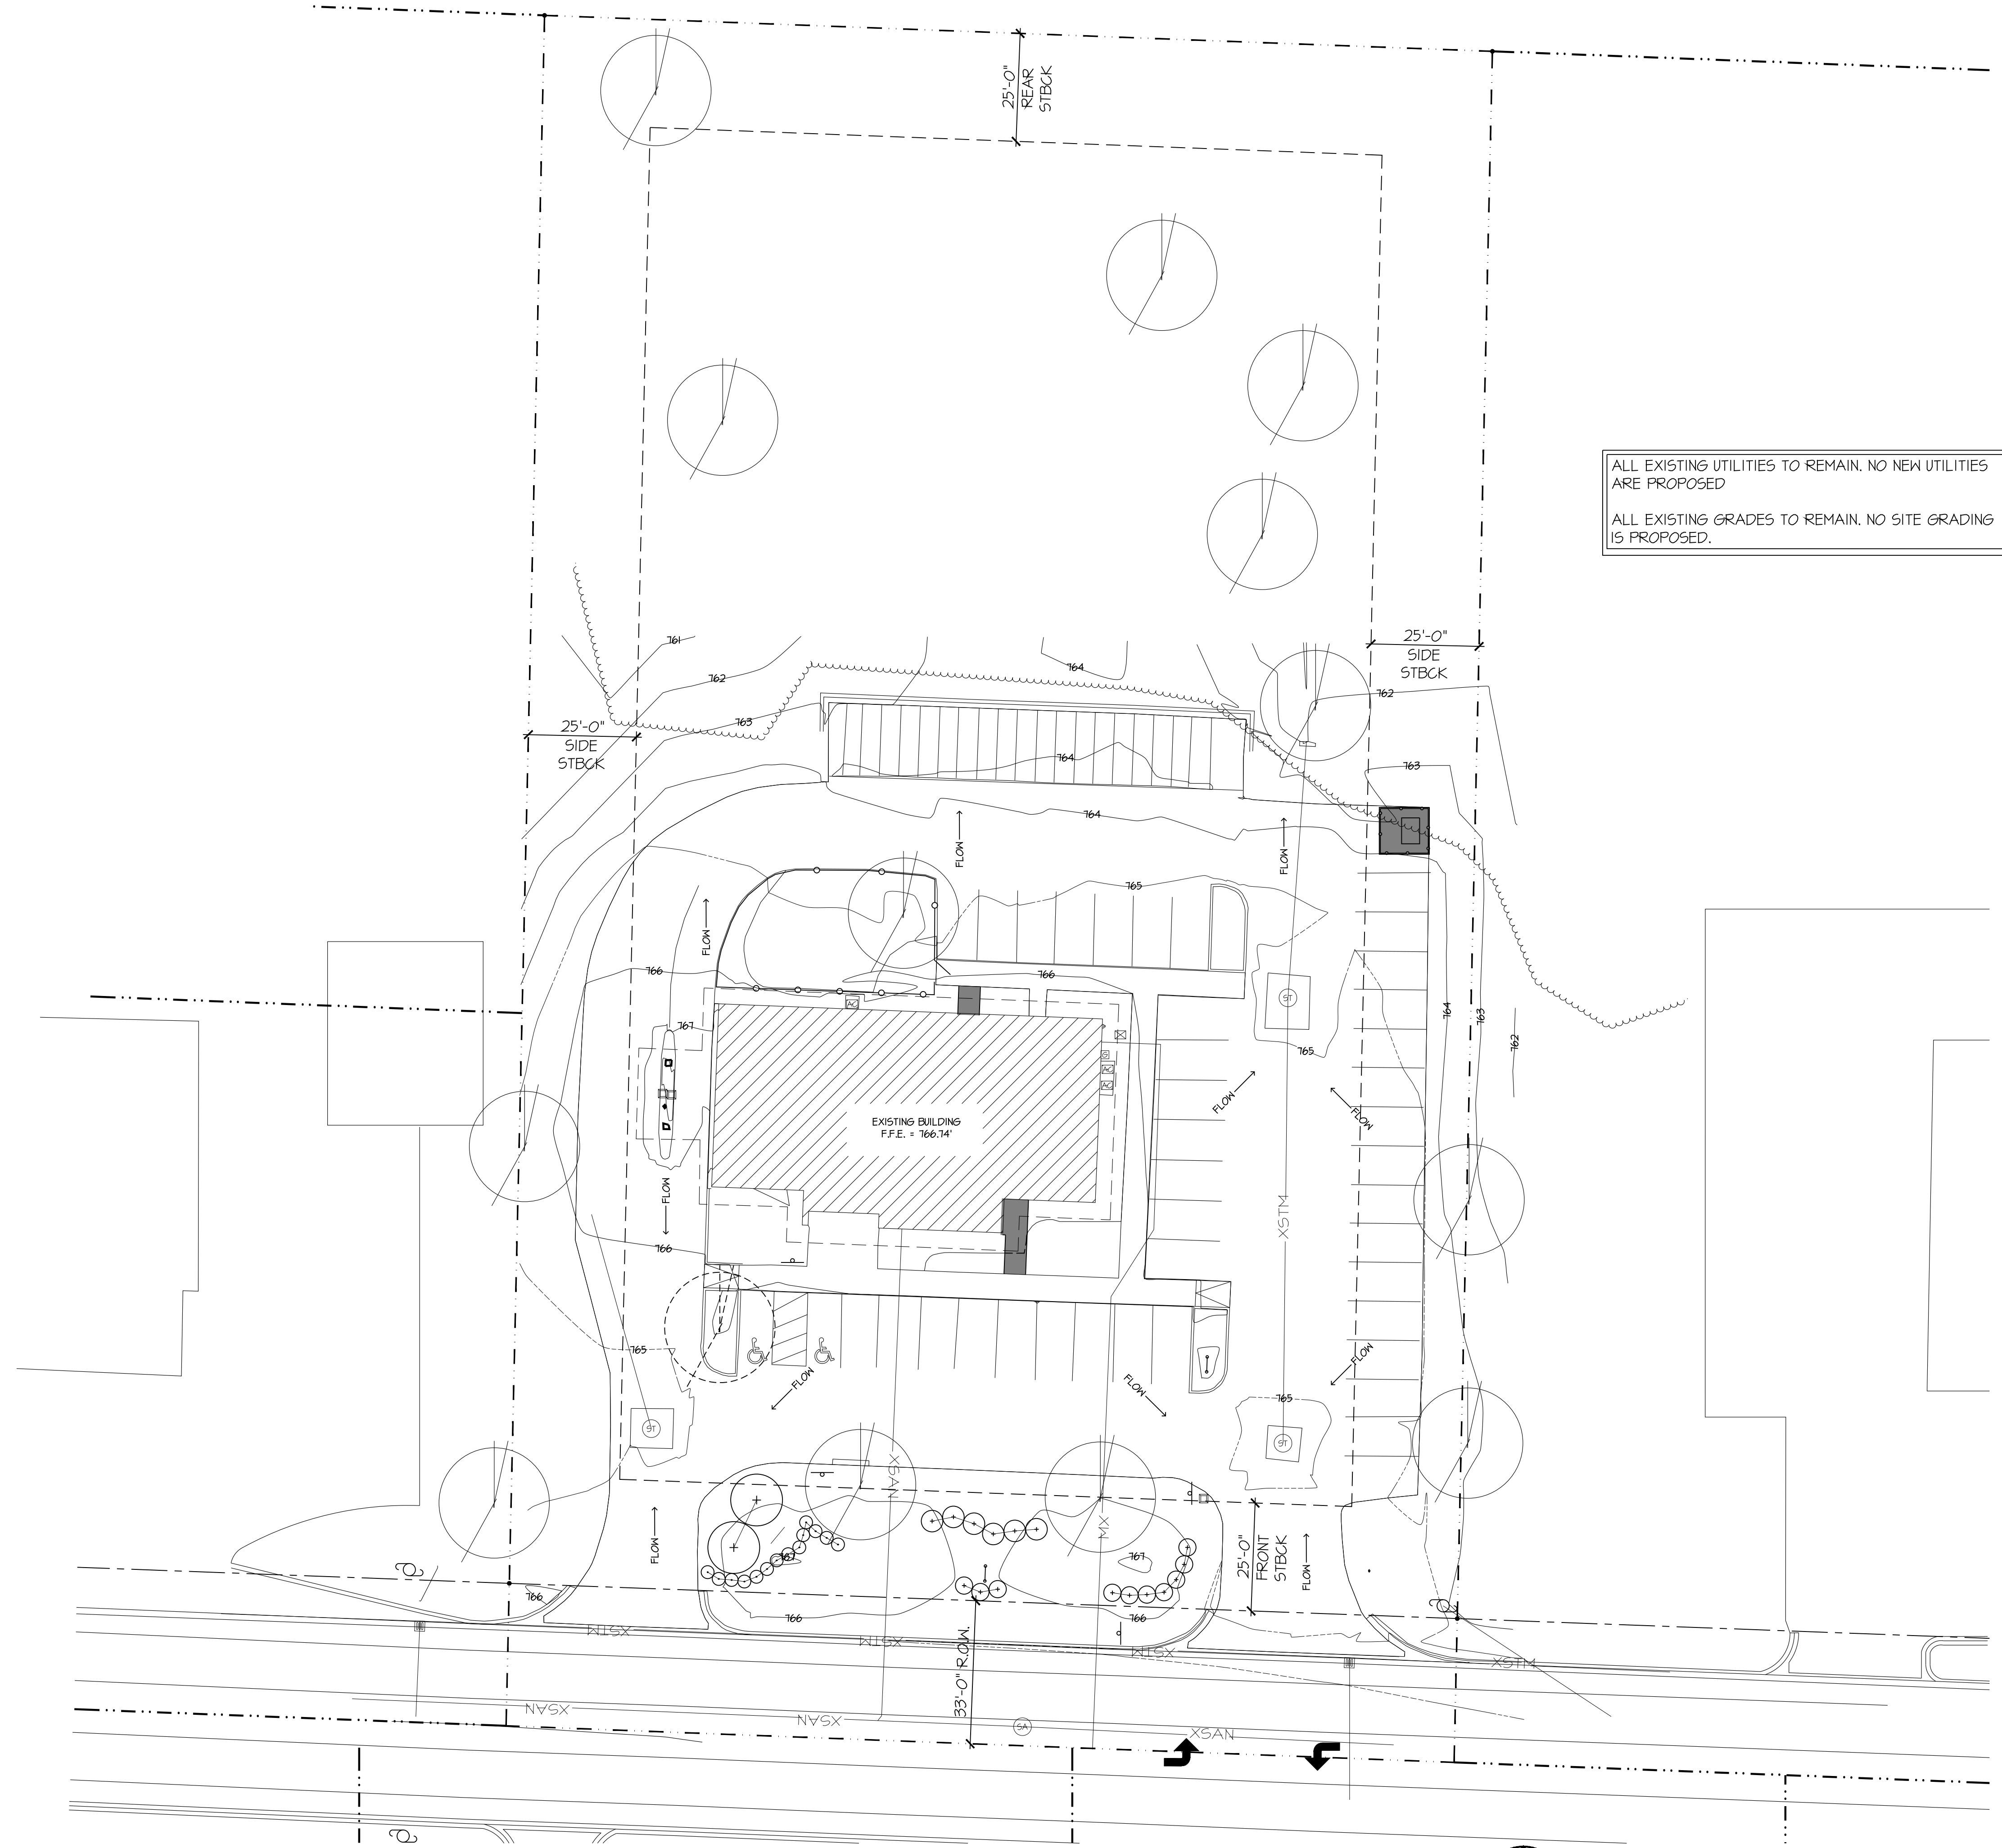 25'-0"
REAR
STBCK
ALL EXISTING UTILITIES TO REMAIN. NO NEW UTILITIES
ARE PROPOSED
ALL EXISTING GRADES TO REMAIN. NO SITE GRADING
IS PROPOSED.
761
762
763
764
25'-0"
SIDE
STBCK
762
25'-0"
SIDE
STBCK
764
763
764
FLOW
FLOW
765
FLOW
766
766
AC
ST
767
764
763
762
765
G
AC
AC
FLOW
FLOW
EXISTING BUILDING
F.F.E. = 766.74'
FLOW
XSTM
766
765
FLOW
FLOW
FLOW
765
ST
ST
XSAN
MX
FLOW
767
767
25'-0"
FRONT
STBCK
FLOW
766
766
766
XSTM
XSTM
XSTM
XSTM
33'-0" R.O.W.
XSAN
XSAN
SA
XSAN